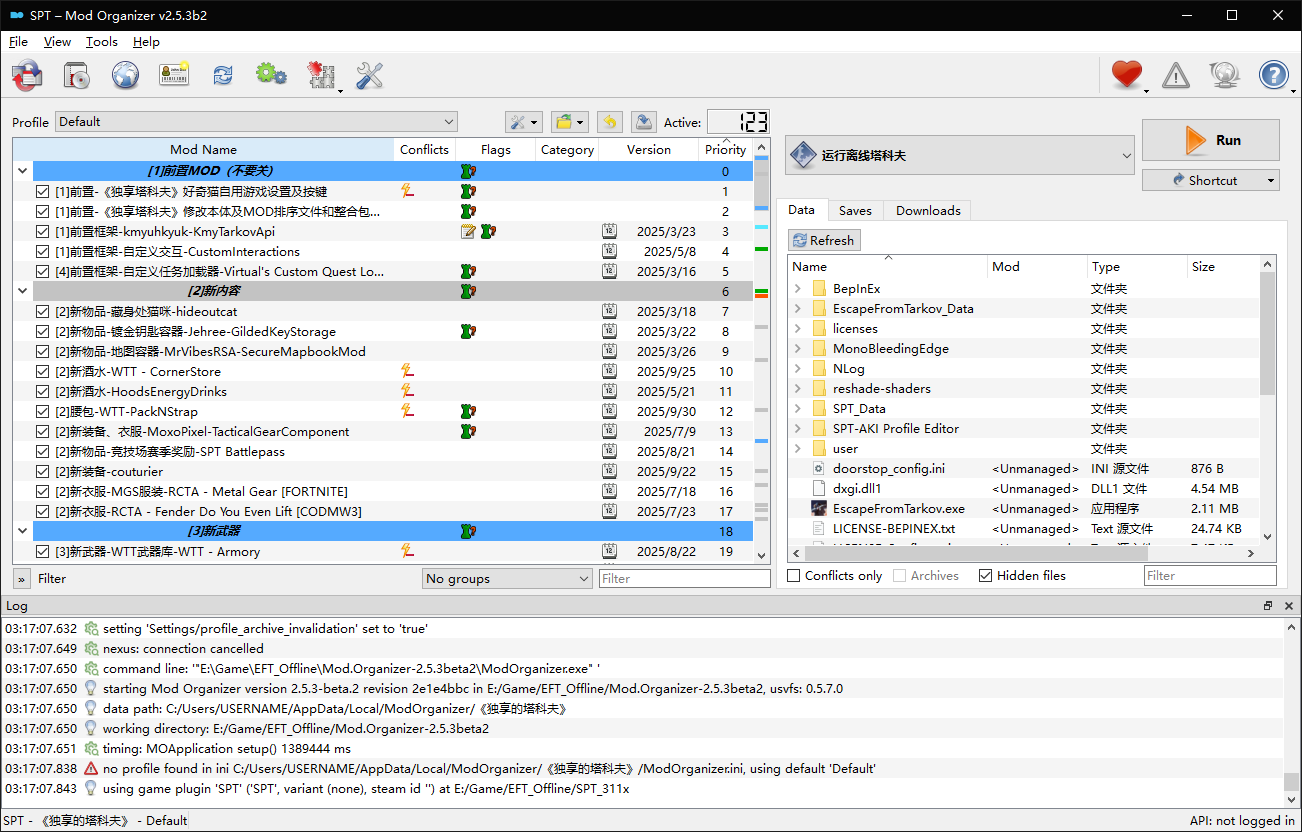 SPT – Mod Organizer v2.5.3b2
File View Tools Help
Profile Default Active: 123
Mod Name Conflicts Flags Category Version Priority
[1]前置MOD（不要关） 0
[1]前置-《独享塔科夫》好奇猫自用游戏设置及按键 1
[1]前置-《独享塔科夫》修改本体及MOD排序文件和整合包... 2
[1]前置框架-kmyuhkyuk-KmyTarkovApi 2025/3/23 3
[1]前置框架-自定义交互-CustomInteractions 2025/5/8 4
[4]前置框架-自定义任务加载器-Virtual's Custom Quest Lo... 2025/3/16 5
[2]新内容 6
[2]新物品-藏身处猫咪-hideoutcat 2025/3/18 7
[2]新物品-镀金钥匙容器-Jehree-GildedKeyStorage 2025/3/22 8
[2]新物品-地图容器-MrVibesRSA-SecureMapbookMod 2025/3/26 9
[2]新酒水-WTT - CornerStore 2025/9/25 10
[2]新酒水-HoodsEnergyDrinks 2025/5/21 11
[2]腰包-WTT-PackNStrap 2025/9/30 12
[2]新装备、衣服-MoxoPixel-TacticalGearComponent 2025/7/9 13
[2]新物品-竞技场赛季奖励-SPT Battlepass 2025/8/21 14
[2]新装备-couturier 2025/9/22 15
[2]新衣服-MGS服装-RCTA - Metal Gear [FORTNITE] 2025/7/18 16
[2]新衣服-RCTA - Fender Do You Even Lift [CODMW3] 2025/7/23 17
[3]新武器 18
[3]新武器-WTT武器库-WTT - Armory 2025/8/22 19
» Filter No groups Filter
运行离线塔科夫 Run
Shortcut
Data Saves Downloads
Refresh
Name Mod Type Size
BepInEx 文件夹
EscapeFromTarkov_Data 文件夹
licenses 文件夹
MonoBleedingEdge 文件夹
NLog 文件夹
reshade-shaders 文件夹
SPT_Data 文件夹
SPT-AKI Profile Editor 文件夹
user 文件夹
doorstop_config.ini <Unmanaged> INI 源文件 876 B
dxgi.dll1 <Unmanaged> DLL1 文件 4.54 MB
EscapeFromTarkov.exe <Unmanaged> 应用程序 2.11 MB
LICENSE-BEPINEX.txt <Unmanaged> Text 源文件 24.74 KB
Conflicts only Archives Hidden files Filter
Log
03:17:07.632 setting 'Settings/profile_archive_invalidation' set to 'true'
03:17:07.649 nexus: connection cancelled
03:17:07.650 command line: '"E:\Game\EFT_Offline\Mod.Organizer-2.5.3beta2\ModOrganizer.exe" '
03:17:07.650 starting Mod Organizer version 2.5.3-beta.2 revision 2e1e4bbc in E:/Game/EFT_Offline/Mod.Organizer-2.5.3beta2, usvfs: 0.5.7.0
03:17:07.650 data path: C:/Users/USERNAME/AppData/Local/ModOrganizer/《独享的塔科夫》
03:17:07.650 working directory: E:/Game/EFT_Offline/Mod.Organizer-2.5.3beta2
03:17:07.651 timing: MOApplication setup() 1389444 ms
03:17:07.838 no profile found in ini C:/Users/USERNAME/AppData/Local/ModOrganizer/《独享的塔科夫》/ModOrganizer.ini, using default 'Default'
03:17:07.843 using game plugin 'SPT' ('SPT', variant (none), steam id '') at E:/Game/EFT_Offline/SPT_311x
SPT - 《独享的塔科夫》 - Default API: not logged in